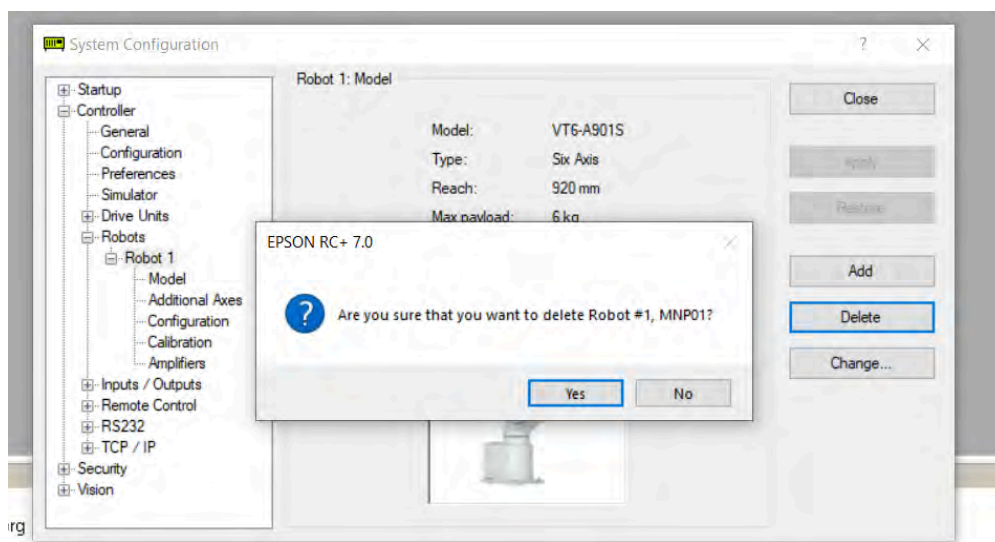 System Configuration
?
Startup
Controller
General
Configuration
Preferences
Simulator
Drive Units
Robots
Robot 1
Model
Additional Axes
Configuration
Calibration
Amplifiers
Inputs / Outputs
Remote Control
RS232
TCP / IP
Security
Vision
Robot 1: Model
Model: VT6-A901S
Type: Six Axis
Reach: 920 mm
Max payload: 6 kg
EPSON RC+ 7.0
Are you sure that you want to delete Robot #1, MNP01?
Yes No
Close
Apply
Restore
Add
Delete
Change...
rg